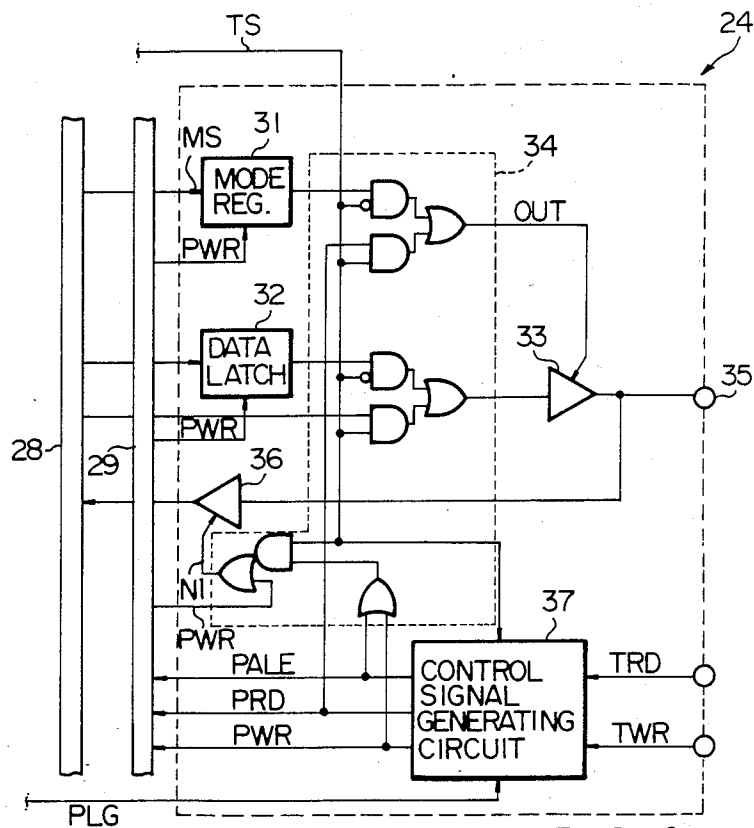 TS
24
31
MS
MODE
REG.
34
OUT
PWR
32
DATA
LATCH
33
35
PWR
28
29
36
NI
PWR
37
PALE
CONTROL
SIGNAL
GENERATING
CIRCUIT
TRD
PRD
PWR
TWR
PLG